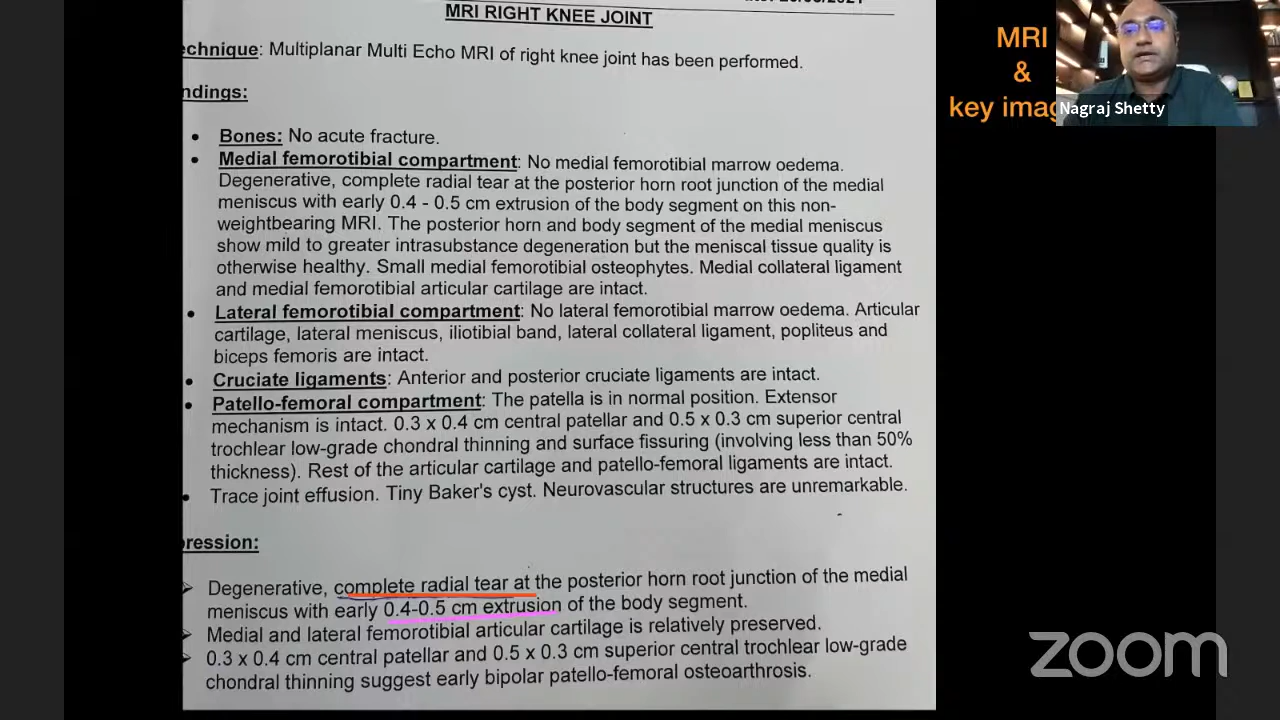 MRI RIGHT KNEE JOINT
echnique: Multiplanar Multi Echo MRI of right knee joint has been performed.
ndings:
• Bones: No acute fracture.
• Medial femorotibial compartment: No medial femorotibial marrow oedema.
Degenerative, complete radial tear at the posterior horn root junction of the medial
meniscus with early 0.4 - 0.5 cm extrusion of the body segment on this non-
weightbearing MRI. The posterior horn and body segment of the medial meniscus
show mild to greater intrasubstance degeneration but the meniscal tissue quality is
otherwise healthy. Small medial femorotibial osteophytes. Medial collateral ligament
and medial femorotibial articular cartilage are intact.
• Lateral femorotibial compartment: No lateral femorotibial marrow oedema. Articular
cartilage, lateral meniscus, iliotibial band, lateral collateral ligament, popliteus and
biceps femoris are intact.
• Cruciate ligaments: Anterior and posterior cruciate ligaments are intact.
• Patello-femoral compartment: The patella is in normal position. Extensor
mechanism is intact. 0.3 x 0.4 cm central patellar and 0.5 x 0.3 cm superior central
trochlear low-grade chondral thinning and surface fissuring (involving less than 50%
thickness). Rest of the articular cartilage and patello-femoral ligaments are intact.
• Trace joint effusion. Tiny Baker's cyst. Neurovascular structures are unremarkable.
pression:
➢ Degenerative, complete radial tear at the posterior horn root junction of the medial
meniscus with early 0.4-0.5 cm extrusion of the body segment.
➢ Medial and lateral femorotibial articular cartilage is relatively preserved.
➢ 0.3 x 0.4 cm central patellar and 0.5 x 0.3 cm superior central trochlear low-grade
chondral thinning suggest early bipolar patello-femoral osteoarthrosis.
MRI
&
key imag
Nagraj Shetty
zoom